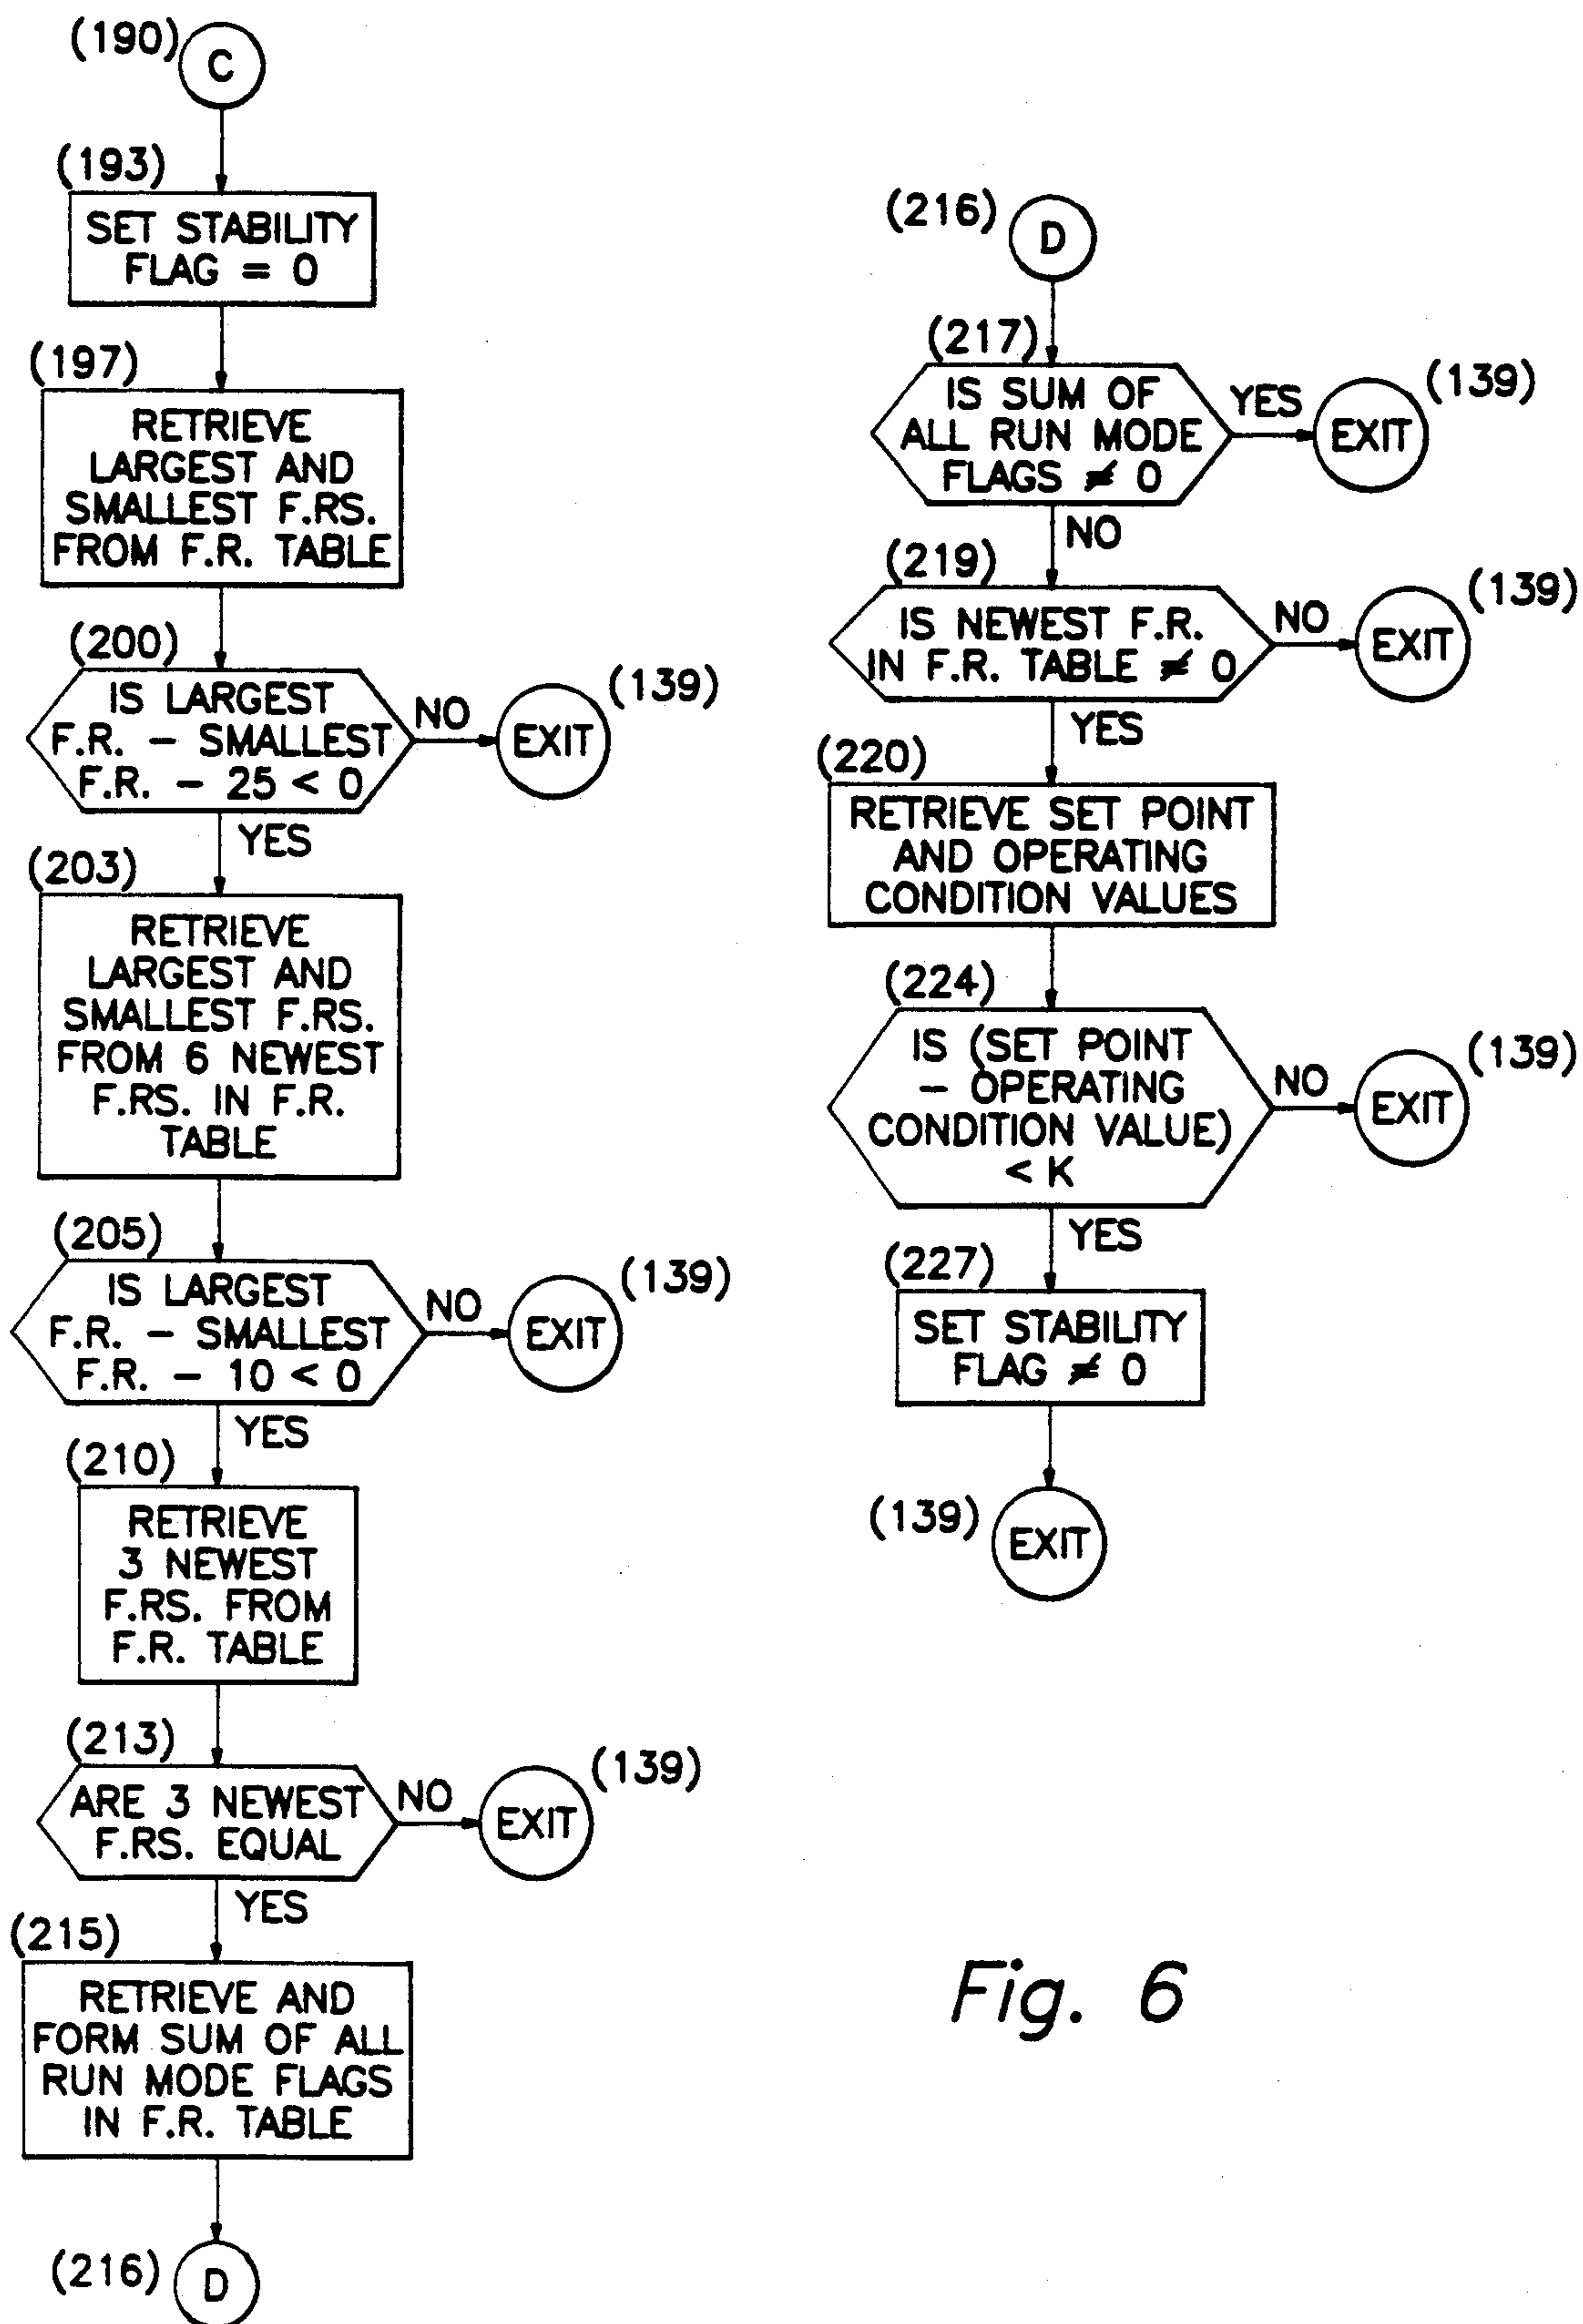 (190)
C
(193)
SET STABILITY
FLAG = 0
(197)
RETRIEVE
LARGEST AND
SMALLEST F.RS.
FROM F.R. TABLE
(200)
IS LARGEST
F.R. – SMALLEST
F.R. – 25 < 0
NO
EXIT
(139)
YES
(203)
RETRIEVE
LARGEST AND
SMALLEST F.RS.
FROM 6 NEWEST
F.RS. IN F.R.
TABLE
(205)
IS LARGEST
F.R. – SMALLEST
F.R. – 10 < 0
NO
EXIT
(139)
YES
(210)
RETRIEVE
3 NEWEST
F.RS. FROM
F.R. TABLE
(213)
ARE 3 NEWEST
F.RS. EQUAL
NO
EXIT
(139)
YES
(215)
RETRIEVE AND
FORM SUM OF ALL
RUN MODE FLAGS
IN F.R. TABLE
(216)
D
(216)
D
(217)
IS SUM OF
ALL RUN MODE
FLAGS ≠ 0
YES
EXIT
(139)
NO
(219)
IS NEWEST F.R.
IN F.R. TABLE ≠ 0
NO
EXIT
(139)
YES
(220)
RETRIEVE SET POINT
AND OPERATING
CONDITION VALUES
(224)
IS (SET POINT
– OPERATING
CONDITION VALUE)
< K
NO
EXIT
(139)
YES
(227)
SET STABILITY
FLAG ≠ 0
(139)
EXIT
Fig. 6